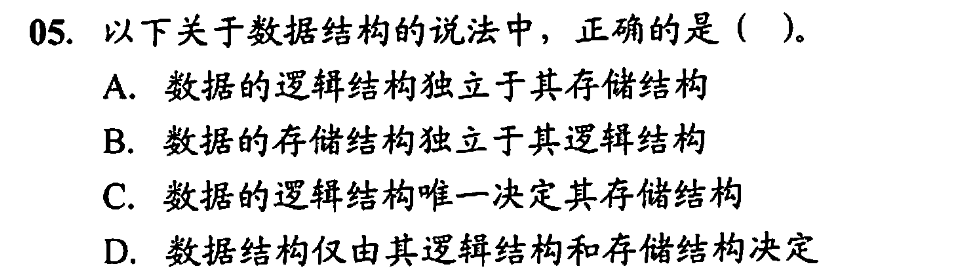 05. 以下关于数据结构的说法中，正确的是（ ）。
A. 数据的逻辑结构独立于其存储结构
B. 数据的存储结构独立于其逻辑结构
C. 数据的逻辑结构唯一决定其存储结构
D. 数据结构仅由其逻辑结构和存储结构决定